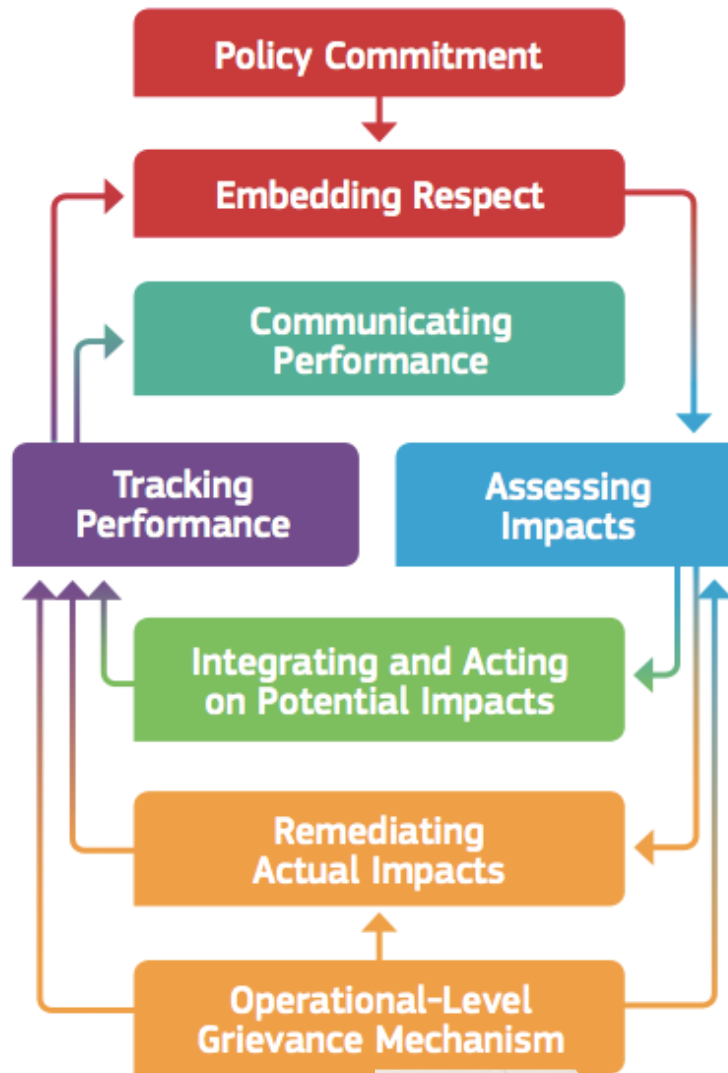 Policy Commitment
Embedding Respect
Communicating
Performance
Tracking
Performance
Assessing
Impacts
Integrating and Acting
on Potential Impacts
Remediating
Actual Impacts
Operational-Level
Grievance Mechanism